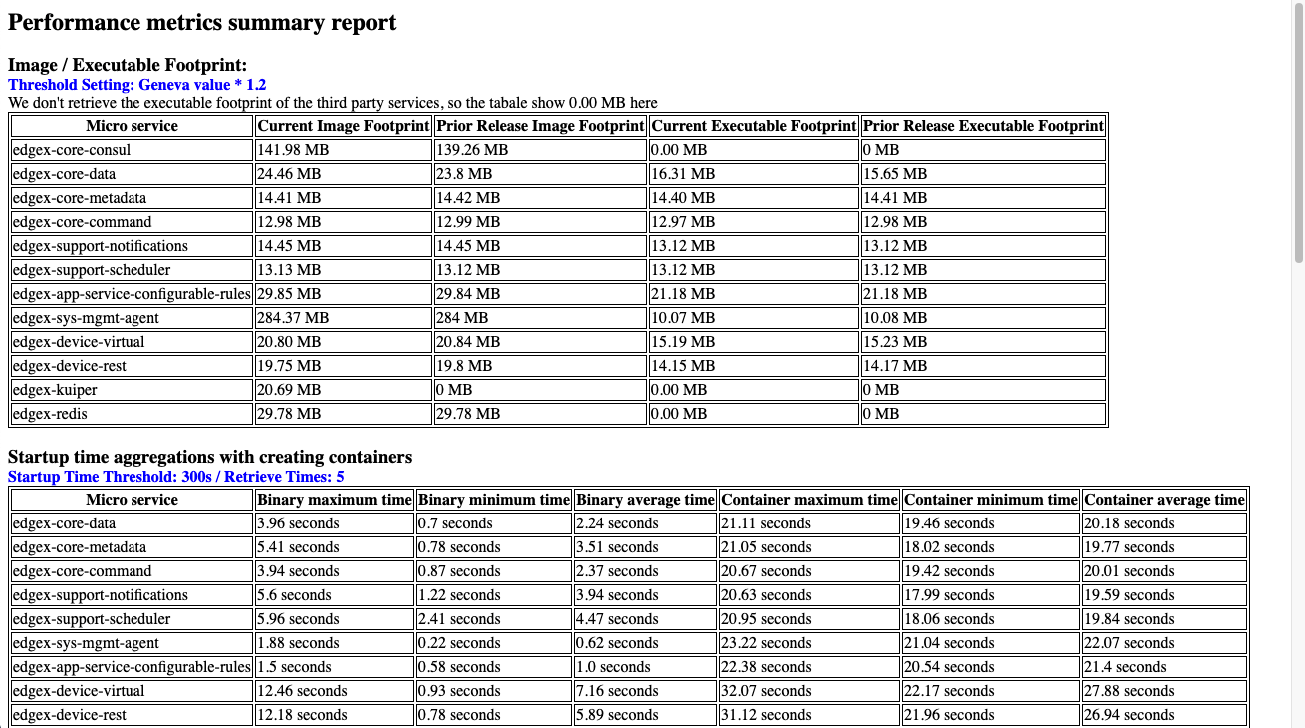 Performance metrics summary report
Image / Executable Footprint:
Threshold Setting: Geneva value * 1.2
We don't retrieve the executable footprint of the third party services, so the tabale show 0.00 MB here
Micro service Current Image Footprint Prior Release Image Footprint Current Executable Footprint Prior Release Executable Footprint
edgex-core-consul 141.98 MB 139.26 MB 0.00 MB 0 MB
edgex-core-data 24.46 MB 23.8 MB 16.31 MB 15.65 MB
edgex-core-metadata 14.41 MB 14.42 MB 14.40 MB 14.41 MB
edgex-core-command 12.98 MB 12.99 MB 12.97 MB 12.98 MB
edgex-support-notifications 14.45 MB 14.45 MB 13.12 MB 13.12 MB
edgex-support-scheduler 13.13 MB 13.12 MB 13.12 MB 13.12 MB
edgex-app-service-configurable-rules 29.85 MB 29.84 MB 21.18 MB 21.18 MB
edgex-sys-mgmt-agent 284.37 MB 284 MB 10.07 MB 10.08 MB
edgex-device-virtual 20.80 MB 20.84 MB 15.19 MB 15.23 MB
edgex-device-rest 19.75 MB 19.8 MB 14.15 MB 14.17 MB
edgex-kuiper 20.69 MB 0 MB 0.00 MB 0 MB
edgex-redis 29.78 MB 29.78 MB 0.00 MB 0 MB
Startup time aggregations with creating containers
Startup Time Threshold: 300s / Retrieve Times: 5
Micro service Binary maximum time Binary minimum time Binary average time Container maximum time Container minimum time Container average time
edgex-core-data 3.96 seconds 0.7 seconds 2.24 seconds 21.11 seconds 19.46 seconds 20.18 seconds
edgex-core-metadata 5.41 seconds 0.78 seconds 3.51 seconds 21.05 seconds 18.02 seconds 19.77 seconds
edgex-core-command 3.94 seconds 0.87 seconds 2.37 seconds 20.67 seconds 19.42 seconds 20.01 seconds
edgex-support-notifications 5.6 seconds 1.22 seconds 3.94 seconds 20.63 seconds 17.99 seconds 19.59 seconds
edgex-support-scheduler 5.96 seconds 2.41 seconds 4.47 seconds 20.95 seconds 18.06 seconds 19.84 seconds
edgex-sys-mgmt-agent 1.88 seconds 0.22 seconds 0.62 seconds 23.22 seconds 21.04 seconds 22.07 seconds
edgex-app-service-configurable-rules 1.5 seconds 0.58 seconds 1.0 seconds 22.38 seconds 20.54 seconds 21.4 seconds
edgex-device-virtual 12.46 seconds 0.93 seconds 7.16 seconds 32.07 seconds 22.17 seconds 27.88 seconds
edgex-device-rest 12.18 seconds 0.78 seconds 5.89 seconds 31.12 seconds 21.96 seconds 26.94 seconds